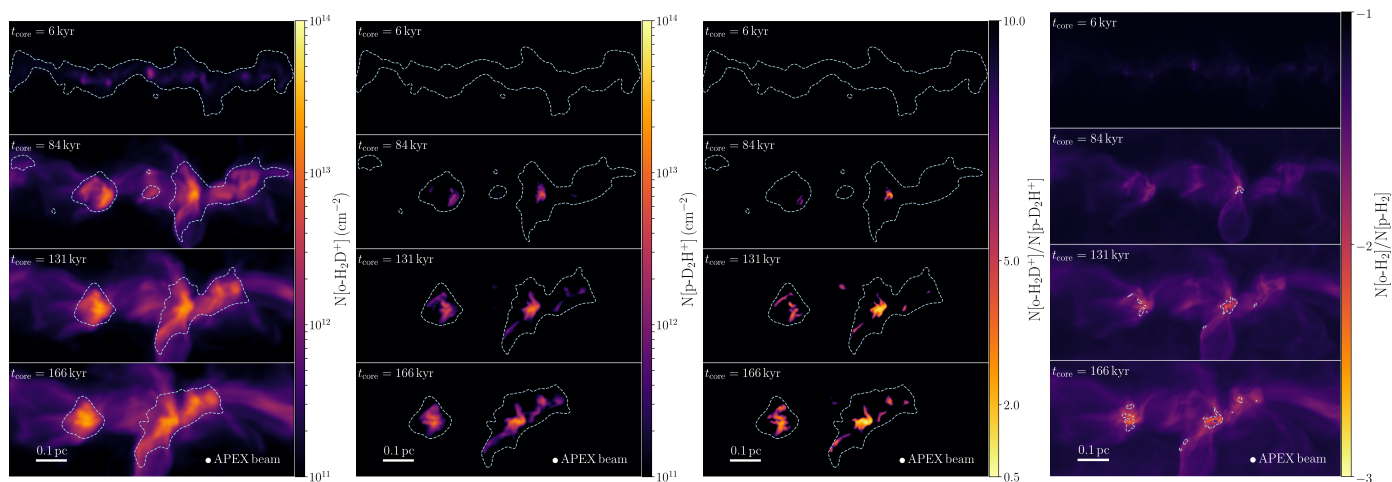 t_core = 6 kyr
t_core = 84 kyr
t_core = 131 kyr
t_core = 166 kyr
0.1 pc
APEX beam
10^14
10^13
10^12
10^11
N[o-H₂D⁺] (cm⁻²)
t_core = 6 kyr
t_core = 84 kyr
t_core = 131 kyr
t_core = 166 kyr
0.1 pc
APEX beam
10^14
10^13
10^12
10^11
N[p-D₂H⁺] (cm⁻²)
t_core = 6 kyr
t_core = 84 kyr
t_core = 131 kyr
t_core = 166 kyr
0.1 pc
APEX beam
10.0
5.0
2.0
0.5
N[o-H₂D⁺]/N[p-D₂H⁺]
t_core = 6 kyr
t_core = 84 kyr
t_core = 131 kyr
t_core = 166 kyr
0.1 pc
APEX beam
−1
−2
−3
N[o-H₂]/N[p-H₂]